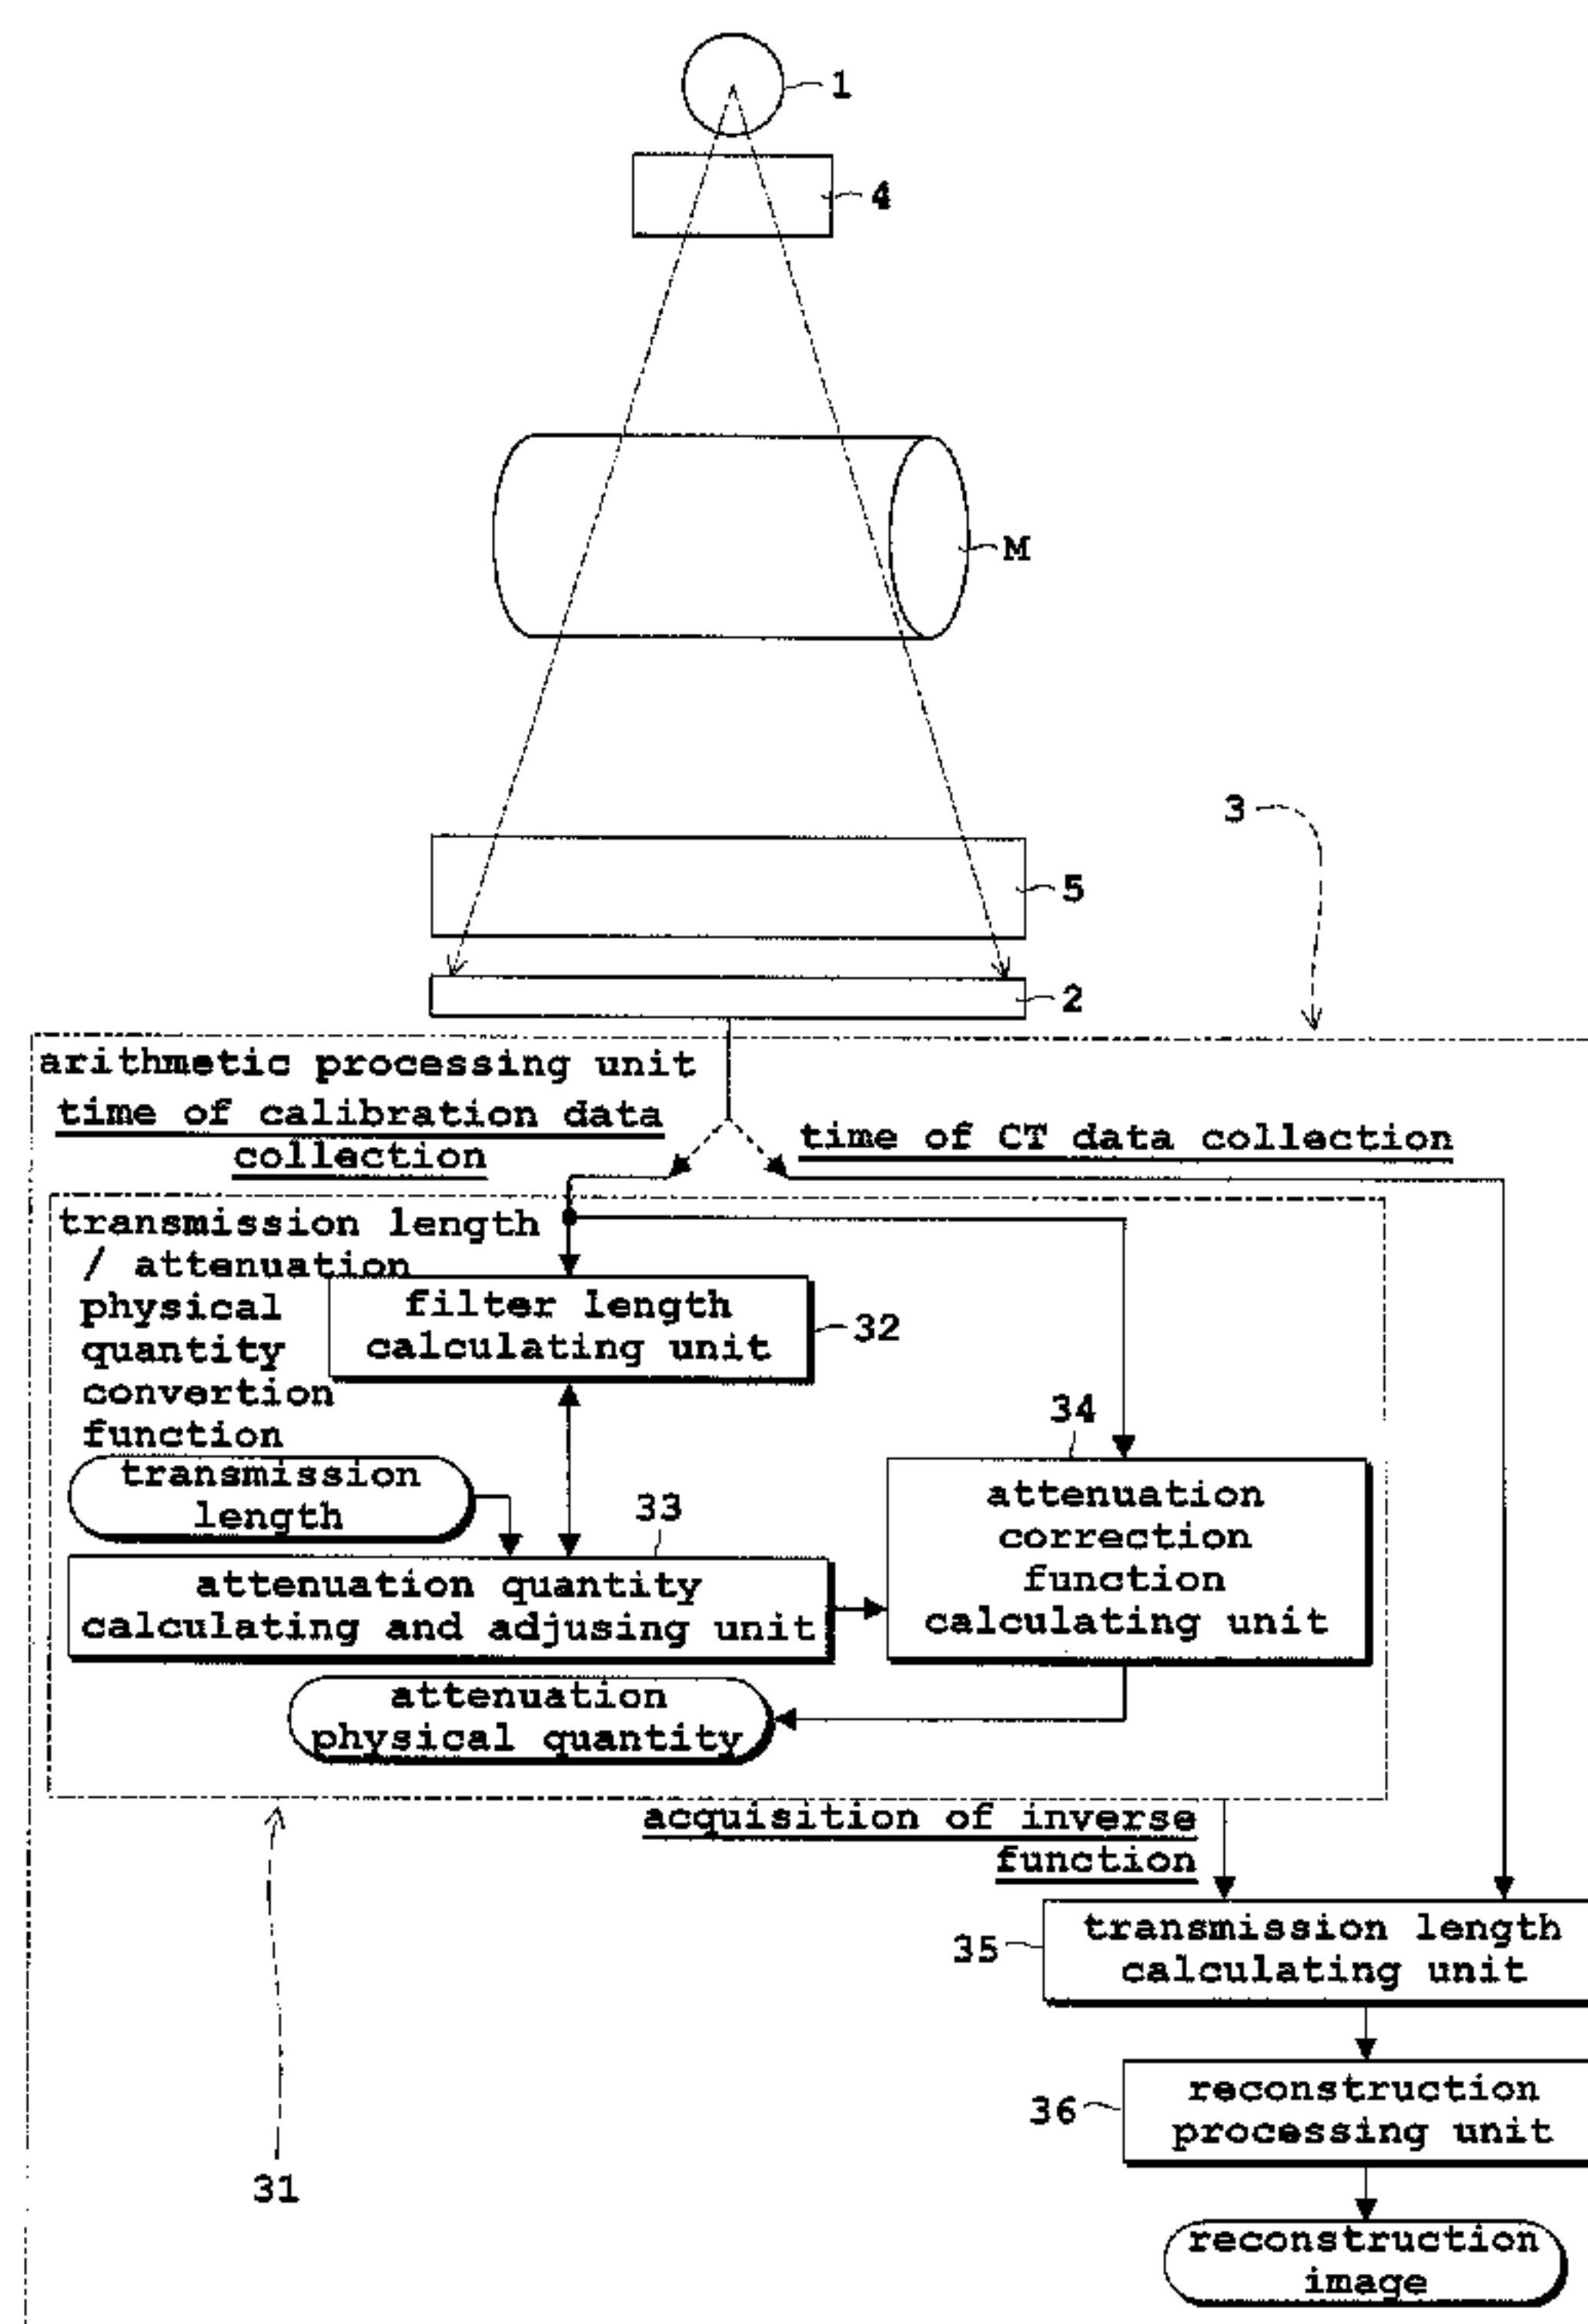 1
4
M
3
5
2
arithmetic processing unit
time of calibration data
collection
time of CT data collection
transmission length
/ attenuation
physical
quantity
convertion
function
filter length
calculating unit
32
34
transmission
length
33
attenuation
correction
function
calculating unit
attenuation quantity
calculating and adjusing unit
attenuation
physical quantity
acquisition of inverse
function
35
transmission length
calculating unit
36
reconstruction
processing unit
31
reconstruction
image